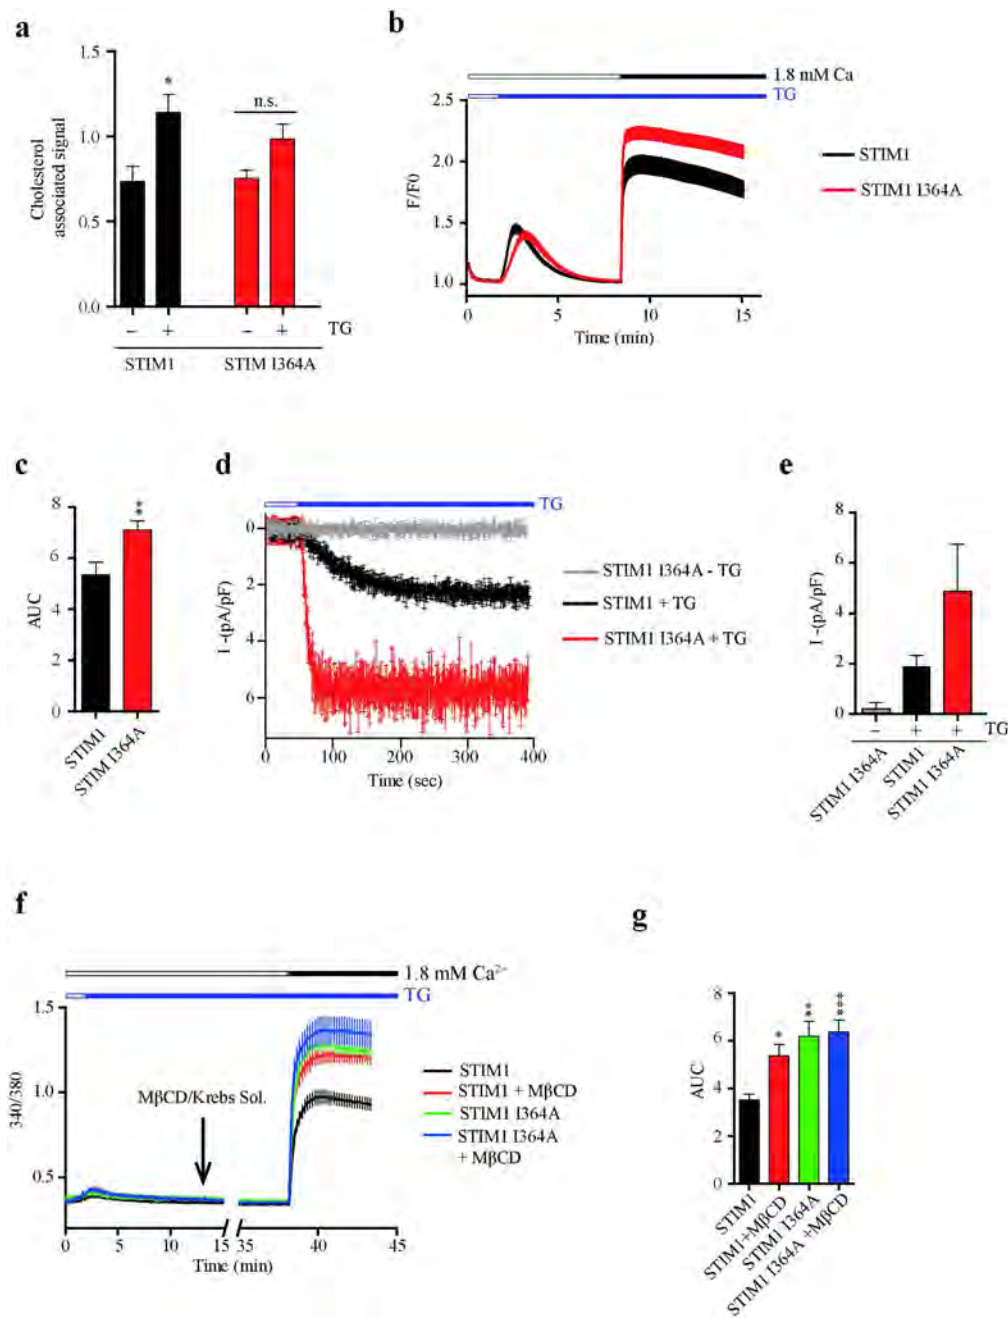 a
Cholesterol
associated signal
1.5
1.0
0.5
0.0
*
n.s.
–
+
–
+
TG
STIM1
STIM I364A
b
1.8 mM Ca
TG
F/F0
2.5
2.0
1.5
1.0
0
5
10
15
Time (min)
STIM1
STIM1 I364A
c
AUC
8
6
4
2
0
**
STIM1
STIM I364A
d
TG
I -(pA/pF)
0
2
4
6
0
100
200
300
400
Time (sec)
STIM1 I364A - TG
STIM1 + TG
STIM1 I364A + TG
e
I -(pA/pF)
8
6
4
2
0
–
+
+
TG
STIM1 I364A
STIM1
STIM1 I364A
f
1.8 mM Ca²⁺
TG
340/380
1.5
1.0
0.5
MβCD/Krebs Sol.
0
5
10
15
35
40
45
Time (min)
STIM1
STIM1 + MβCD
STIM1 I364A
STIM1 I364A
+ MβCD
g
AUC
8
6
4
2
0
*
**
***
STIM1
STIM1+MβCD
STIM1 I364A
STIM1 I364A +MβCD